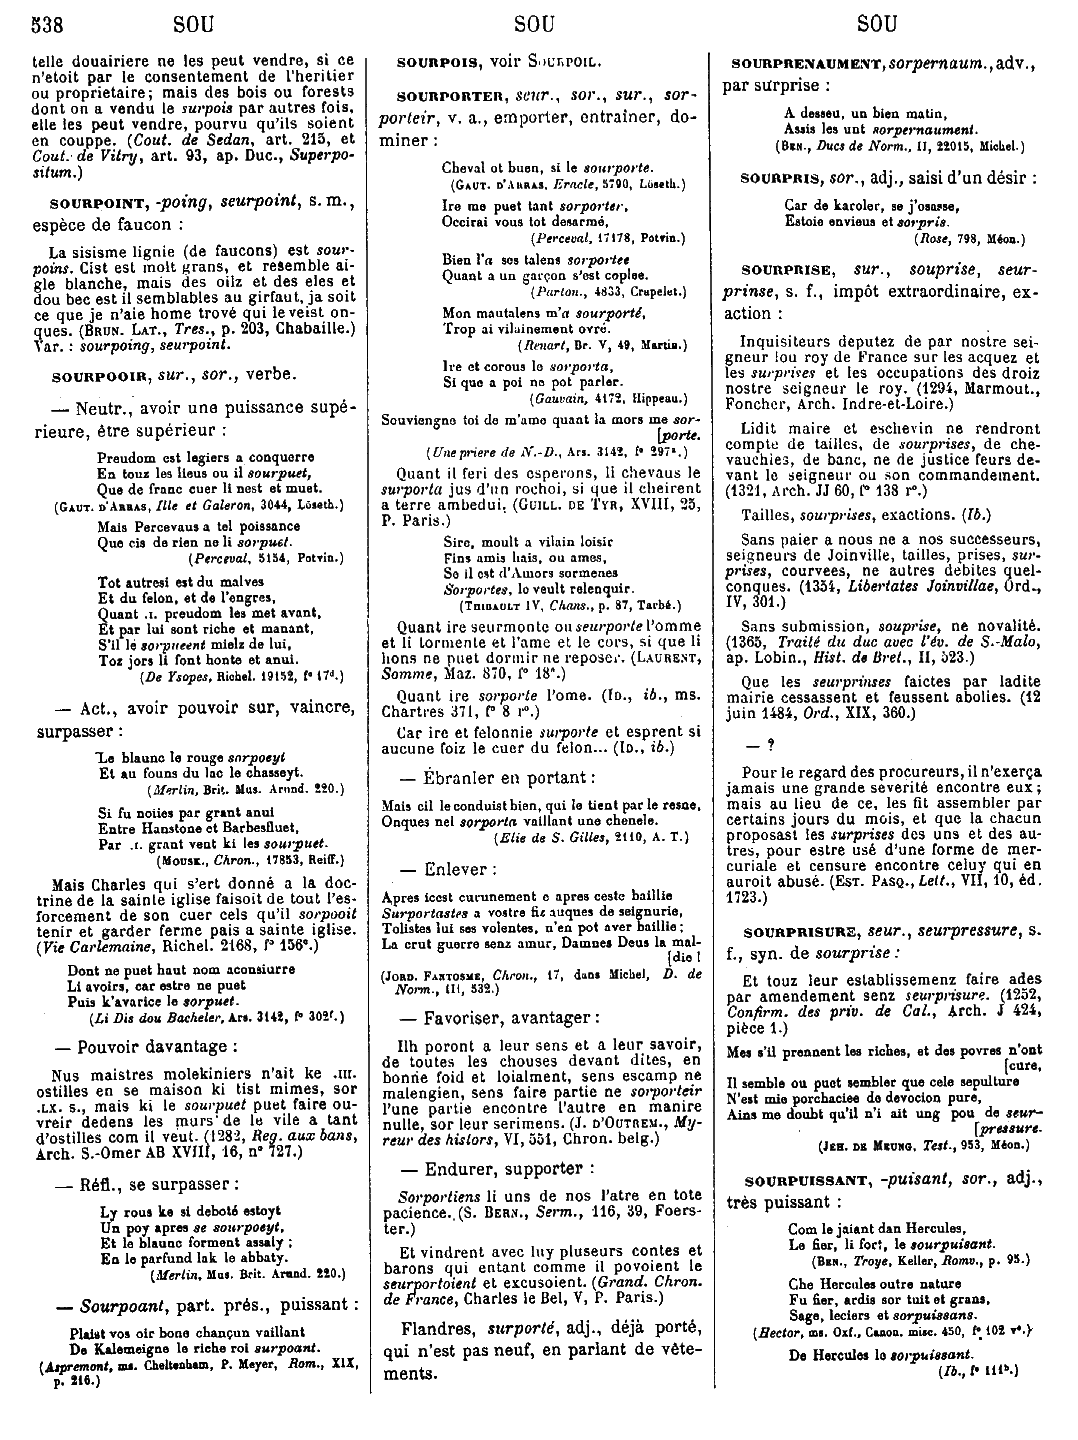 538 SOU SOU SOU
telle douairiere ne les peut vendre, si ce
n'etoit par le consentement de l'heritier
ou proprietaire; mais des bois ou forests
dont on a vendu le surpois par autres fois,
elle les peut vendre, pourvu qu'ils soient
en couppe. (Cout. de Sedan, art. 215, et
Cout. de Vitry, art. 93, ap. Duc., Superpo-
situm.)
SOURPOINT, -poing, seurpoint, s. m.,
espèce de faucon :
La sisisme lignie (de faucons) est sour-
poins. Cist est molt grans, et resemble ai-
gle blanche, mais des oilz et des eles et
dou bec est il semblables au girfaut, ja soit
ce que je n'aie home trové qui le veist on-
ques. (BRUN. LAT., Tres., p. 203, Chabaille.)
Var. : sourpoing, seurpoint.
SOURPOOIR, sur., sor., verbe.
— Neutr., avoir une puissance supé-
rieure, être supérieur :
Preudom est legiers a conquerre
En touz les lieus ou il sourpuet,
Que de franc cuer li nest et muet.
(GAUT. D'ARRAS, Ille et Galeron, 3044, Löseth.)
Mais Percevaus a tel poissance
Que cis de rien ne li sorpuet.
(Perceval, 5154, Potvin.)
Tot autresi est du malves
Et du felon, et de l'engres,
Quant .I. preudom les met avant,
Et par lui sont riche et manant,
S'il le sorpueent mielz de lui,
Toz jors li font honte et anui.
(De Ysopes, Richel. 19152, f° 17d.)
— Act., avoir pouvoir sur, vaincre,
surpasser :
Le blaunc le rouge sorpoeyt
Et au founs du lac le chasseyt.
(Merlin, Brit. Mus. Arund. 220.)
Si fu noiies par grant anui
Entre Hanstone et Barbesfluet,
Par .I. grant vent ki les sourpuet.
(MOUSK., Chron., 17853, Reiff.)
Mais Charles qui s'ert donné a la doc-
trine de la sainte iglise faisoit de tout l'es-
forcement de son cuer cels qu'il sorpooit
tenir et garder ferme pais a sainte iglise.
(Vie Carlemaine, Richel. 2168, f° 156e.)
Dont ne puet haut nom aconsiurre
Li avoirs, car estre ne puet
Puis k'avarice le sorpuet.
(Li Dis dou Bacheler, Ars. 3142, f° 302f.)
— Pouvoir davantage :
Nus maistres molekiniers n'ait ke .III.
ostilles en se maison ki tist mimes, sor
.LX. s., mais ki le sourpuet puet faire ou-
vreir dedens les murs de le vile a tant
d'ostilles com il veut. (1282, Reg. aux bans,
Arch. S.-Omer AB XVIII, 16, n° 727.)
— Réfl., se surpasser :
Ly rous ke si deboté estoyt
Un poy apres se sourpoeyt,
Et le blaunc forment assaly ;
En le parfund lak le abbaty.
(Merlin, Mus. Brit. Arund. 220.)
— Sourpoant, part. prés., puissant :
Plaist vos oir bone chançun vaillant
De Kalemeigne le riche roi surpoant.
(Aspremont, ms. Cheltenham, P. Meyer, Rom., XIX,
p. 216.)
SOURPOIS, voir SOURPOIL.
SOURPORTER, seur., sor., sur., sor-
porteir, v. a., emporter, entraîner, do-
miner :
Cheval ot buen, si le sourporte.
(GAUT. D'ARRAS, Eracle, 5790, Löseth.)
Ire me puet tant sorporter,
Occirai vous tot desarmé,
(Perceval, 17178, Potvin.)
Bien l'a ses talens sorportee
Quant a un garçon s'est coplee.
(Parton., 4833, Crapelet.)
Mon mautalens m'a sourporté,
Trop ai vilainement ovré.
(Renart, Br. V, 49, Martin.)
Ire et corous le sorporta,
Si que a poi ne pot parler.
(Gauvain, 4172, Hippeau.)
Souviengne toi de m'ame quant la mors me sor-
[porte.
(Une priere de N.-D., Ars. 3142, f° 297a.)
Quant il feri des esperons, li chevaus le
surporta jus d'un rochoi, si que il cheirent
a terre ambedui. (GUILL. DE TYR, XVIII, 25,
P. Paris.)
Sire, moult a vilain loisir
Fins amis hais, ou ames,
Se il est d'Amors sormenes
Sorportes, le veult relenquir.
(THIBAULT IV, Chans., p. 87, Tarbé.)
Quant ire seurmonte ou seurporte l'omme
et li tormente et l'ame et le cors, si que li
hons ne puet dormir ne reposer. (LAURENT,
Somme, Maz. 870, f° 18a.)
Quant ire sorporte l'ome. (ID., ib., ms.
Chartres 371, f° 8 r°.)
Car ire et felonnie surporte et esprent si
aucune foiz le cuer du felon... (ID., ib.)
— Ébranler en portant :
Mais cil le conduist bien, qui le tient par le resne,
Onques nel sorporta vaillant une chenele.
(Elie de S. Gilles, 2110, A. T.)
— Enlever :
Apres icest curunement e apres ceste baillie
Surportastes a vostre fiz auques de seignurie,
Tolistes lui ses volentes, n'en pot aver baillie ;
La crut guerre senz amur, Damnes Deus la mal-
[die !
(JORD. FANTOSME, Chron., 17, dans Michel, D. de
Norm., III, 532.)
— Favoriser, avantager :
Ilh poront a leur sens et a leur savoir,
de toutes les chouses devant dites, en
bonne foid et loialment, sens escamp ne
malengien, sens faire partie ne sorporteir
l'une partie encontre l'autre en manire
nulle, sor leur serimens. (J. D'OUTREM., My-
reur des histors, VI, 551, Chron. belg.)
— Endurer, supporter :
Sorportiens li uns de nos l'atre en tote
pacience. (S. BERN., Serm., 116, 39, Foers-
ter.)
Et vindrent avec luy pluseurs contes et
barons qui entant comme il povoient le
seurportoient et excusoient. (Grand. Chron.
de France, Charles le Bel, V, P. Paris.)
Flandres, surporté, adj., déjà porté,
qui n'est pas neuf, en parlant de vête-
ments.
SOURPRENAUMENT, sorpernaum., adv.,
par surprise :
A desseu, un bien matin,
Assis les unt sorpernaument.
(BEN., Ducs de Norm., II, 22015, Michel.)
SOURPRIS, sor., adj., saisi d'un désir :
Car de karoler, se j'osasse,
Estoie envieus et sorpris.
(Rose, 798, Méon.)
SOURPRISE, sur., souprise, seur-
prinse, s. f., impôt extraordinaire, ex-
action :
Inquisiteurs deputez de par nostre sei-
gneur lou roy de France sur les acquez et
les surprises et les occupations des droiz
nostre seigneur le roy. (1294, Marmout.,
Foncher, Arch. Indre-et-Loire.)
Lidit maire et eschevin ne rendront
compte de tailles, de sourprises, de che-
vauchies, de banc, ne de justice feurs de-
vant le seigneur ou son commandement.
(1321, Arch. JJ 60, f° 138 r°.)
Tailles, sourprises, exactions. (Ib.)
Sans paier a nous ne a nos successeurs,
seigneurs de Joinville, tailles, prises, sur-
prises, courvees, ne autres debites quel-
conques. (1354, Libertates Joinvillae, Ord.,
IV, 301.)
Sans submission, souprise, ne novalité.
(1365, Traité du duc avec l'év. de S.-Malo,
ap. Lobin., Hist. de Bret., II, 523.)
Que les seurprinses faictes par ladite
mairie cessassent et feussent abolies. (12
juin 1484, Ord., XIX, 360.)
— ?
Pour le regard des procureurs, il n'exerça
jamais une grande severité encontre eux ;
mais au lieu de ce, les fit assembler par
certains jours du mois, et que la chacun
proposast les surprises des uns et des au-
tres, pour estre usé d'une forme de mer-
curiale et censure encontre celuy qui en
auroit abusé. (EST. PASQ., Lett., VII, 10, éd.
1723.)
SOURPRISURE, seur., seurpressure, s.
f., syn. de sourprise :
Et touz leur establissemenz faire ades
par amendement senz seurprisure. (1252,
Confirm. des priv. de Cal., Arch. J 424,
pièce 1.)
Mes s'il prennent les riches, et des povres n'ont
[cure,
Il semble ou puet sembler que cele sepulture
N'est mie porchaciee de devocion pure,
Ains me doubt qu'il n'i ait ung pou de seur-
[pressure.
(JEH. DE MEUNG, Test., 953, Méon.)
SOURPUISSANT, -puisant, sor., adj.,
très puissant :
Com le jaiant dan Hercules,
Le fier, li fort, le sourpuisant.
(BEN., Troye, Keller, Romv., p. 95.)
Che Hercules outre nature
Fu fier, ardis sor tuit et grans,
Sage, leciers et sorpuissans.
(Hector, ms. Oxf., Canon. misc. 450, f° 102 v°.)
De Hercules lo sorpuissant.
(Ib., f° 111b.)